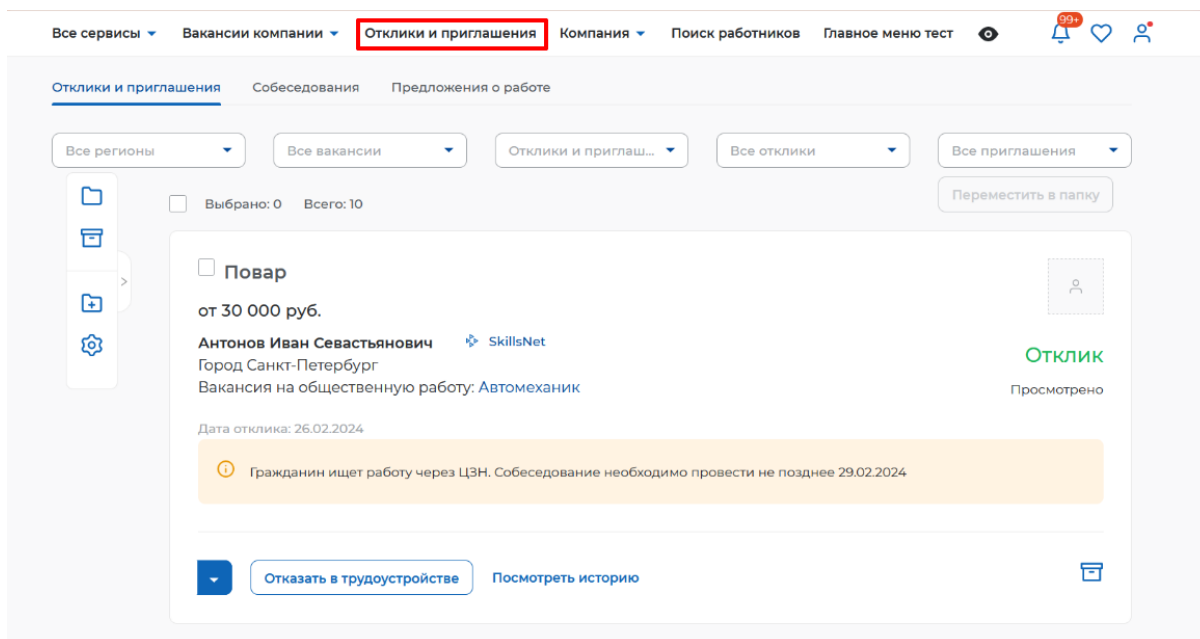 Все сервисы Вакансии компании Отклики и приглашения Компания Поиск работников Главное меню тест 99+
Отклики и приглашения Собеседования Предложения о работе
Все регионы Все вакансии Отклики и приглаш... Все отклики Все приглашения
Выбрано: 0 Всего: 10 Переместить в папку
Повар
от 30 000 руб.
Антонов Иван Севастьянович SkillsNet
Город Санкт-Петербург
Отклик
Вакансия на общественную работу: Автомеханик
Просмотрено
Дата отклика: 26.02.2024
Гражданин ищет работу через ЦЗН. Собеседование необходимо провести не позднее 29.02.2024
Отказать в трудоустройстве Посмотреть историю